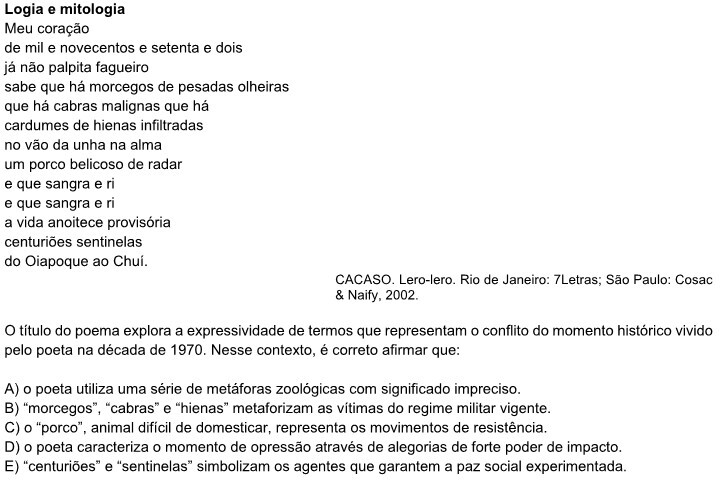 Logia e mitologia
Meu coração
de mil e novecentos e setenta e dois
já não palpita fagueiro
sabe que há morcegos de pesadas olheiras
que há cabras malignas que há
cardumes de hienas infiltradas
no vão da unha na alma
um porco belicoso de radar
e que sangra e ri
e que sangra e ri
a vida anoitece provisória
centuriões sentinelas
do Oiapoque ao Chuí.
CACASO. Lero-lero. Rio de Janeiro: 7Letras; São Paulo: Cosac
& Naify, 2002.
O título do poema explora a expressividade de termos que representam o conflito do momento histórico vivido
pelo poeta na década de 1970. Nesse contexto, é correto afirmar que:
A) o poeta utiliza uma série de metáforas zoológicas com significado impreciso.
B) “morcegos”, “cabras” e “hienas” metaforizam as vítimas do regime militar vigente.
C) o “porco”, animal difícil de domesticar, representa os movimentos de resistência.
D) o poeta caracteriza o momento de opressão através de alegorias de forte poder de impacto.
E) “centuriões” e “sentinelas” simbolizam os agentes que garantem a paz social experimentada.